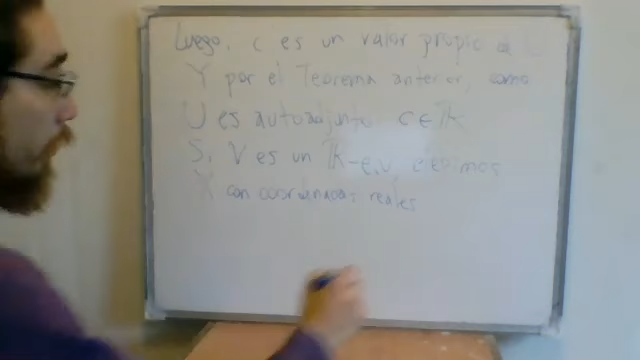 Luego, c es un valor propio de U
Y por el Teorema anterior, como
U es autoadjunto c ∈ ℝ
Si V es un ℝ-e.v. elegimos
X con coordenadas reales